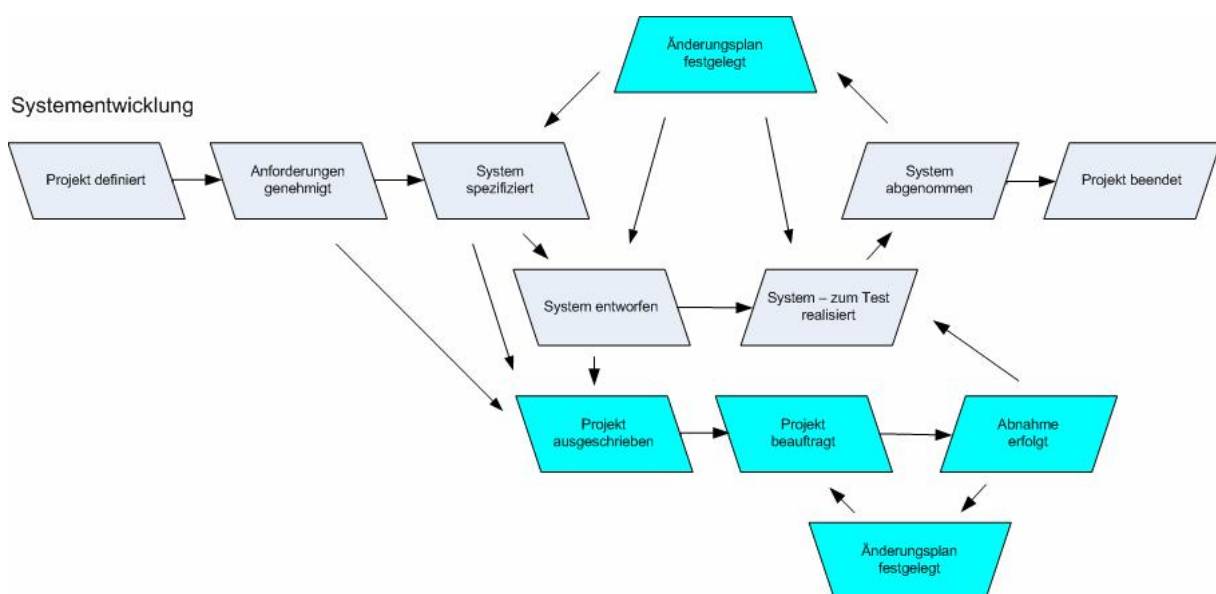 Änderungsplan
festgelegt
Systementwicklung
Projekt definiert
Anforderungen
genehmigt
System
spezifiziert
System
abgenommen
Projekt beendet
System entworfen
System – zum Test
realisiert
Projekt
ausgeschrieben
Projekt
beauftragt
Abnahme
erfolgt
Änderungsplan
festgelegt